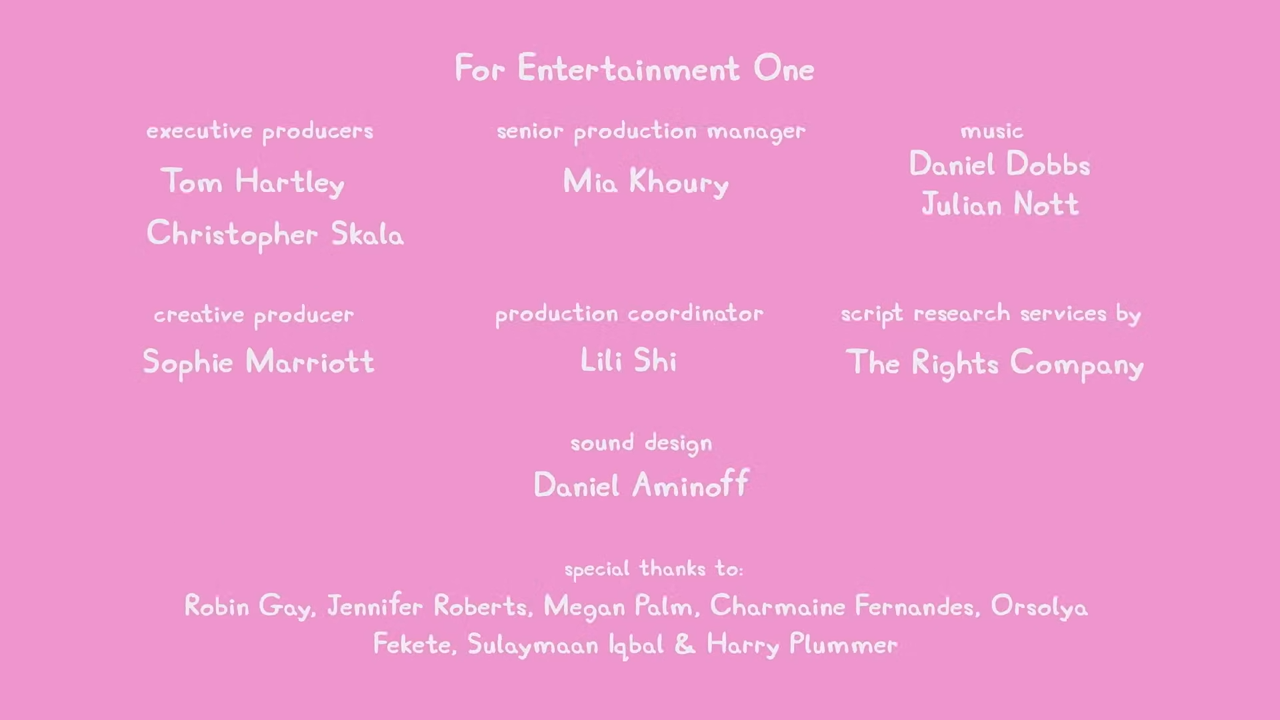 For Entertainment One
executive producers
Tom Hartley
Christopher Skala
senior production manager
Mia Khoury
music
Daniel Dobbs
Julian Nott
creative producer
Sophie Marriott
production coordinator
Lili Shi
script research services by
The Rights Company
sound design
Daniel Aminoff
special thanks to:
Robin Gay, Jennifer Roberts, Megan Palm, Charmaine Fernandes, Orsolya
Fekete, Sulaymaan Iqbal & Harry Plummer